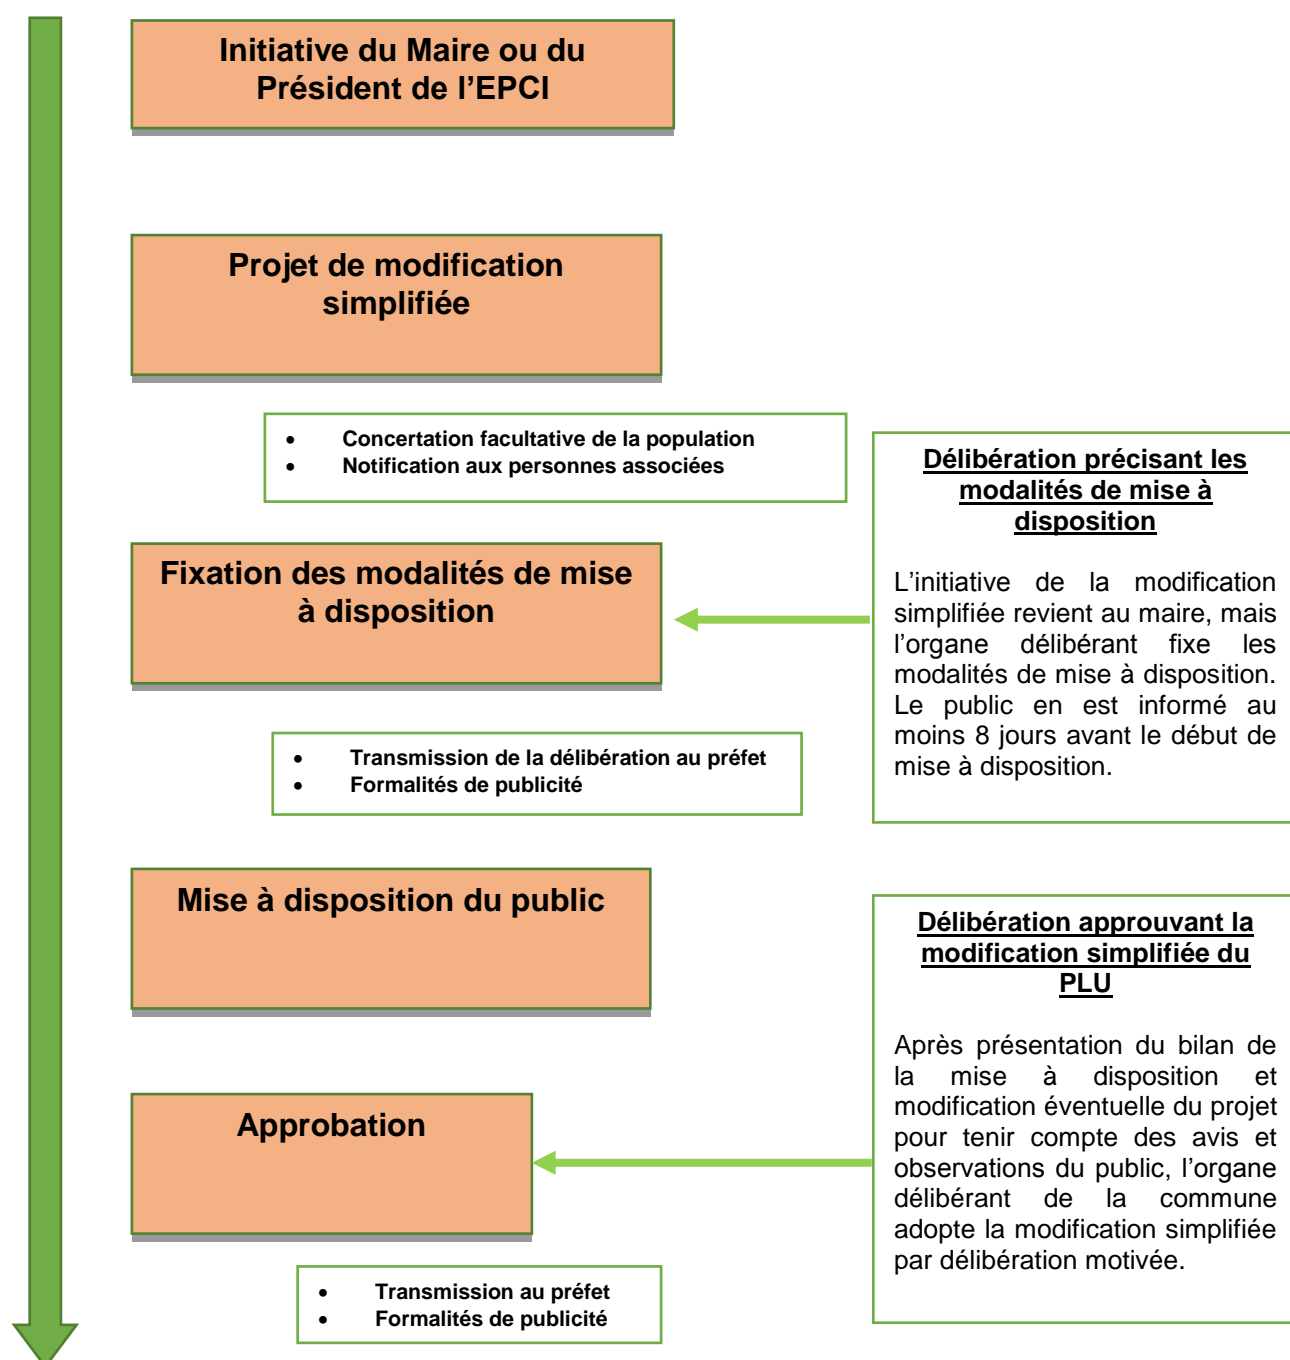 Initiative du Maire ou du
Président de l'EPCI
Projet de modification
simplifiée
• Concertation facultative de la population
• Notification aux personnes associées
Fixation des modalités de mise
à disposition
Délibération précisant les
modalités de mise à
disposition
L'initiative de la modification
simplifiée revient au maire, mais
l'organe délibérant fixe les
modalités de mise à disposition.
Le public en est informé au
moins 8 jours avant le début de
mise à disposition.
• Transmission de la délibération au préfet
• Formalités de publicité
Mise à disposition du public
Approbation
Délibération approuvant la
modification simplifiée du
PLU
Après présentation du bilan de
la mise à disposition et
modification éventuelle du projet
pour tenir compte des avis et
observations du public, l'organe
délibérant de la commune
adopte la modification simplifiée
par délibération motivée.
• Transmission au préfet
• Formalités de publicité